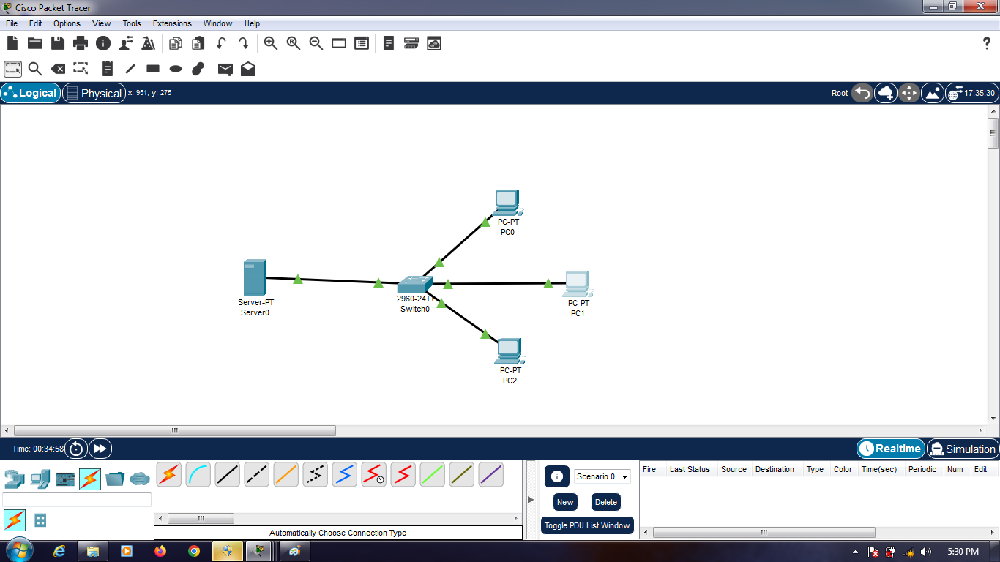 Cisco Packet Tracer
File Edit Options View Tools Extensions Window Help
Logical Physical x: 951, y: 275 Root 17:35:30
PC-PT
PC0
Server-PT
Server0
2960-24TT
Switch0
PC-PT
PC1
PC-PT
PC2
Time: 00:34:58 Realtime Simulation
Scenario 0
New Delete
Toggle PDU List Window
Fire Last Status Source Destination Type Color Time(sec) Periodic Num Edit
Automatically Choose Connection Type
5:30 PM